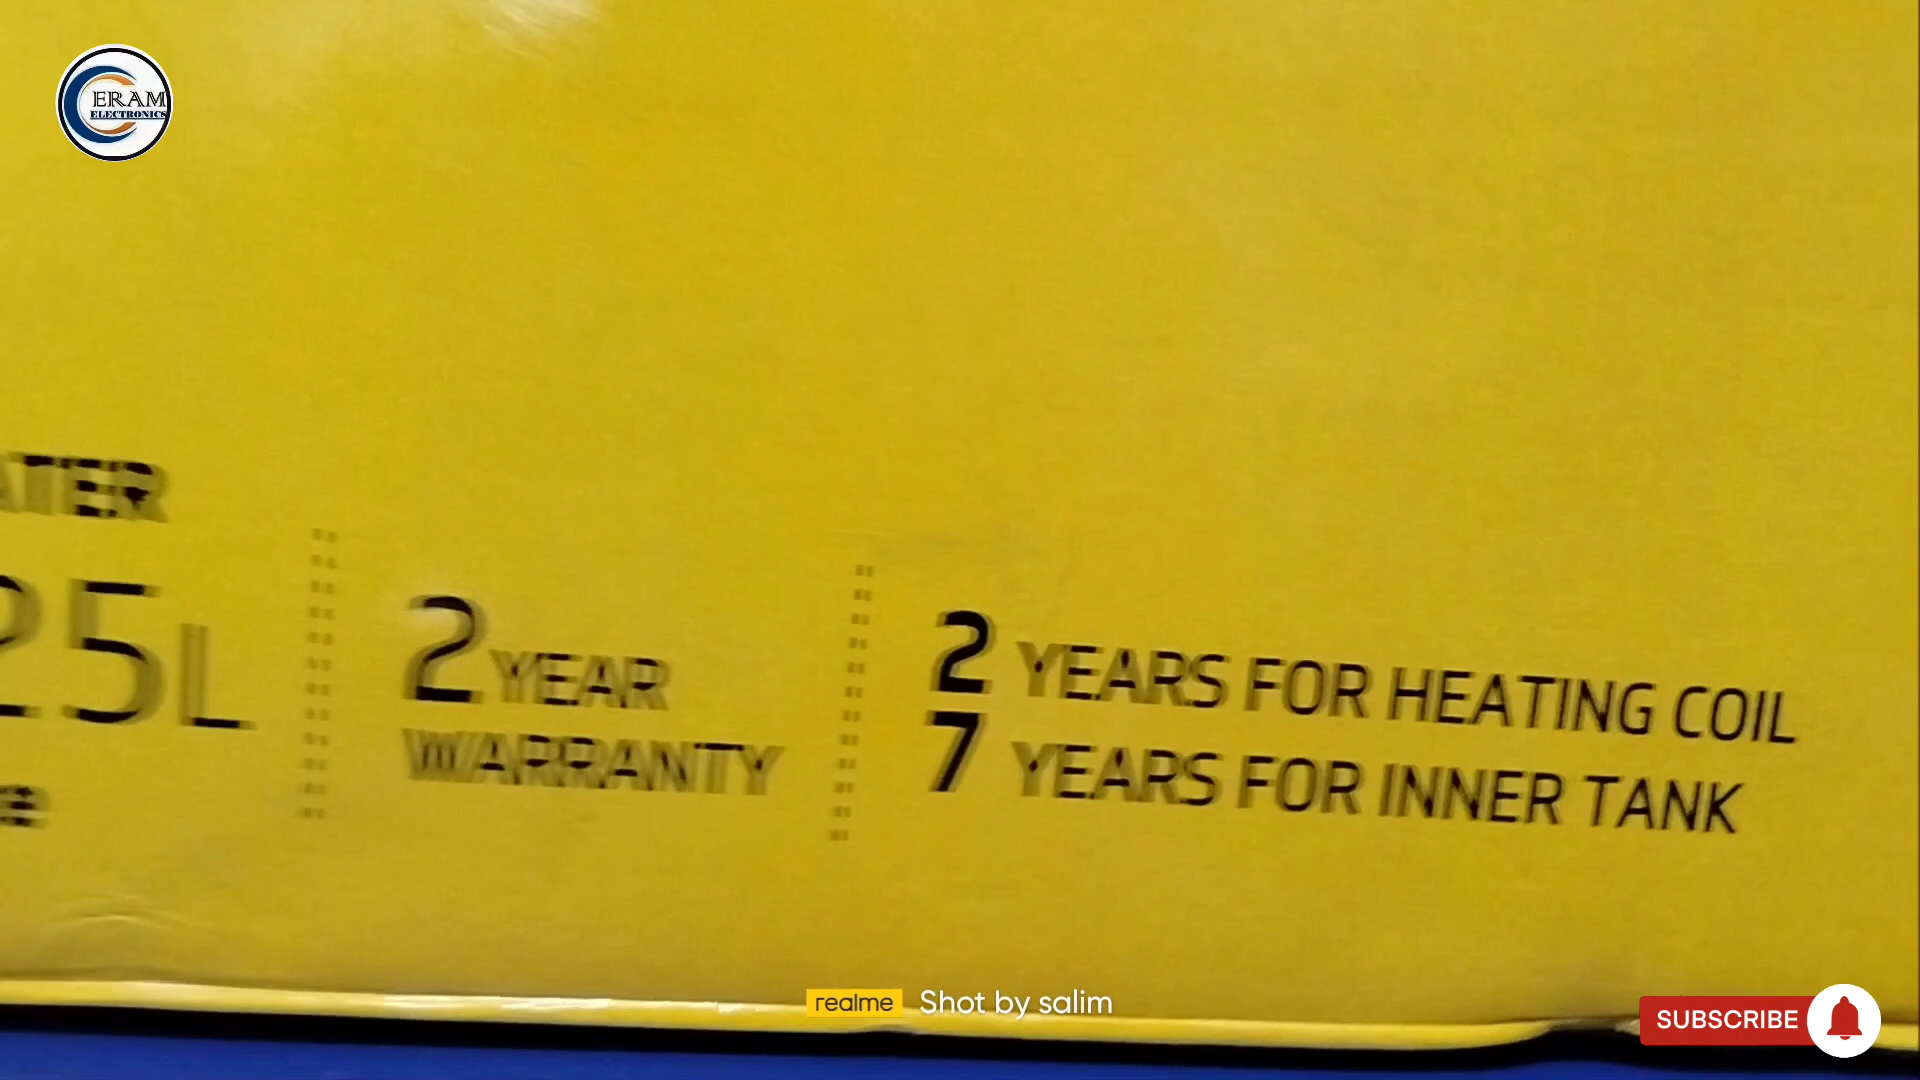 ERAM
ELECTRONICS
ATER
25L
2 YEAR
WARRANTY
2 YEARS FOR HEATING COIL
7 YEARS FOR INNER TANK
realme Shot by salim
SUBSCRIBE